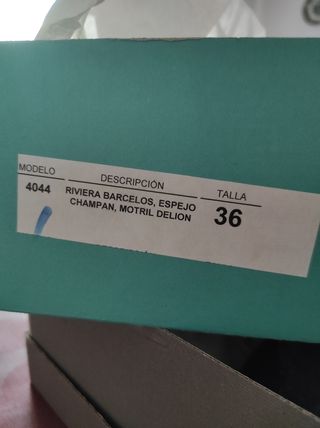 MODELO DESCRIPCIÓN TALLA
4044 RIVIERA BARCELOS, ESPEJO 36
CHAMPAN, MOTRIL DELION